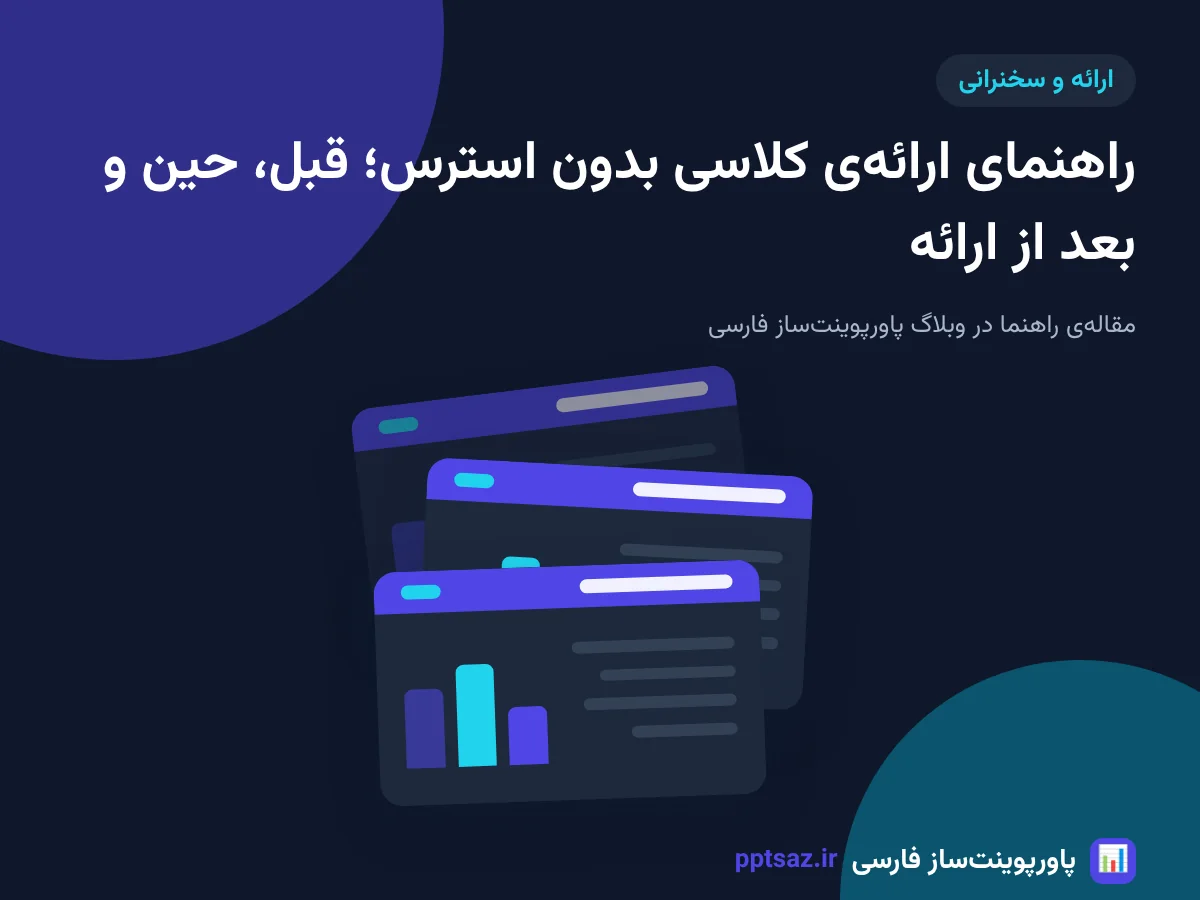 ارائه و سخنرانی
راهنمای ارائه‌ی کلاسی بدون استرس؛ قبل، حین و
بعد از ارائه
مقاله‌ی راهنما در وبلاگ پاورپوینت‌ساز فارسی
پاورپوینت‌ساز فارسی pptsaz.ir